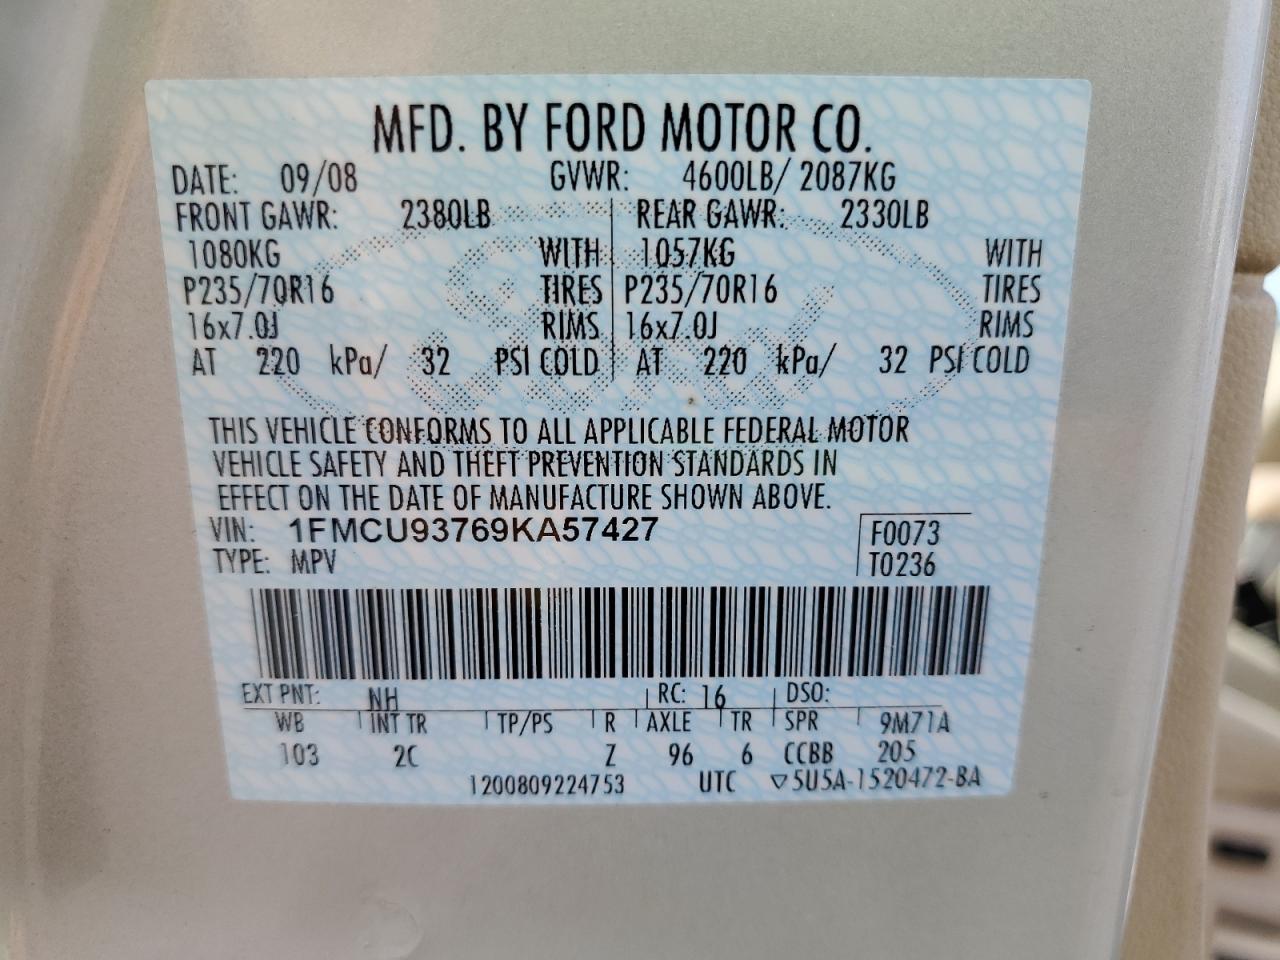 MFD. BY FORD MOTOR CO.
DATE: 09/08 GVWR: 4600LB/ 2087KG
FRONT GAWR: 2380LB REAR GAWR: 2330LB
1080KG WITH 1057KG WITH
P235/70R16 TIRES P235/70R16 TIRES
16x7.0J RIMS 16x7.0J RIMS
AT 220 kPa/ 32 PSI COLD AT 220 kPa/ 32 PSI COLD
THIS VEHICLE CONFORMS TO ALL APPLICABLE FEDERAL MOTOR
VEHICLE SAFETY AND THEFT PREVENTION STANDARDS IN
EFFECT ON THE DATE OF MANUFACTURE SHOWN ABOVE.
VIN: 1FMCU93769KA57427 F0073
TYPE: MPV T0236
EXT PNT: NH RC: 16 DSO:
WB INT TR TP/PS R AXLE TR SPR 9M71A
103 2C Z 96 6 CCBB 205
1200809224753 UTC ▽5U5A-1520472-BA